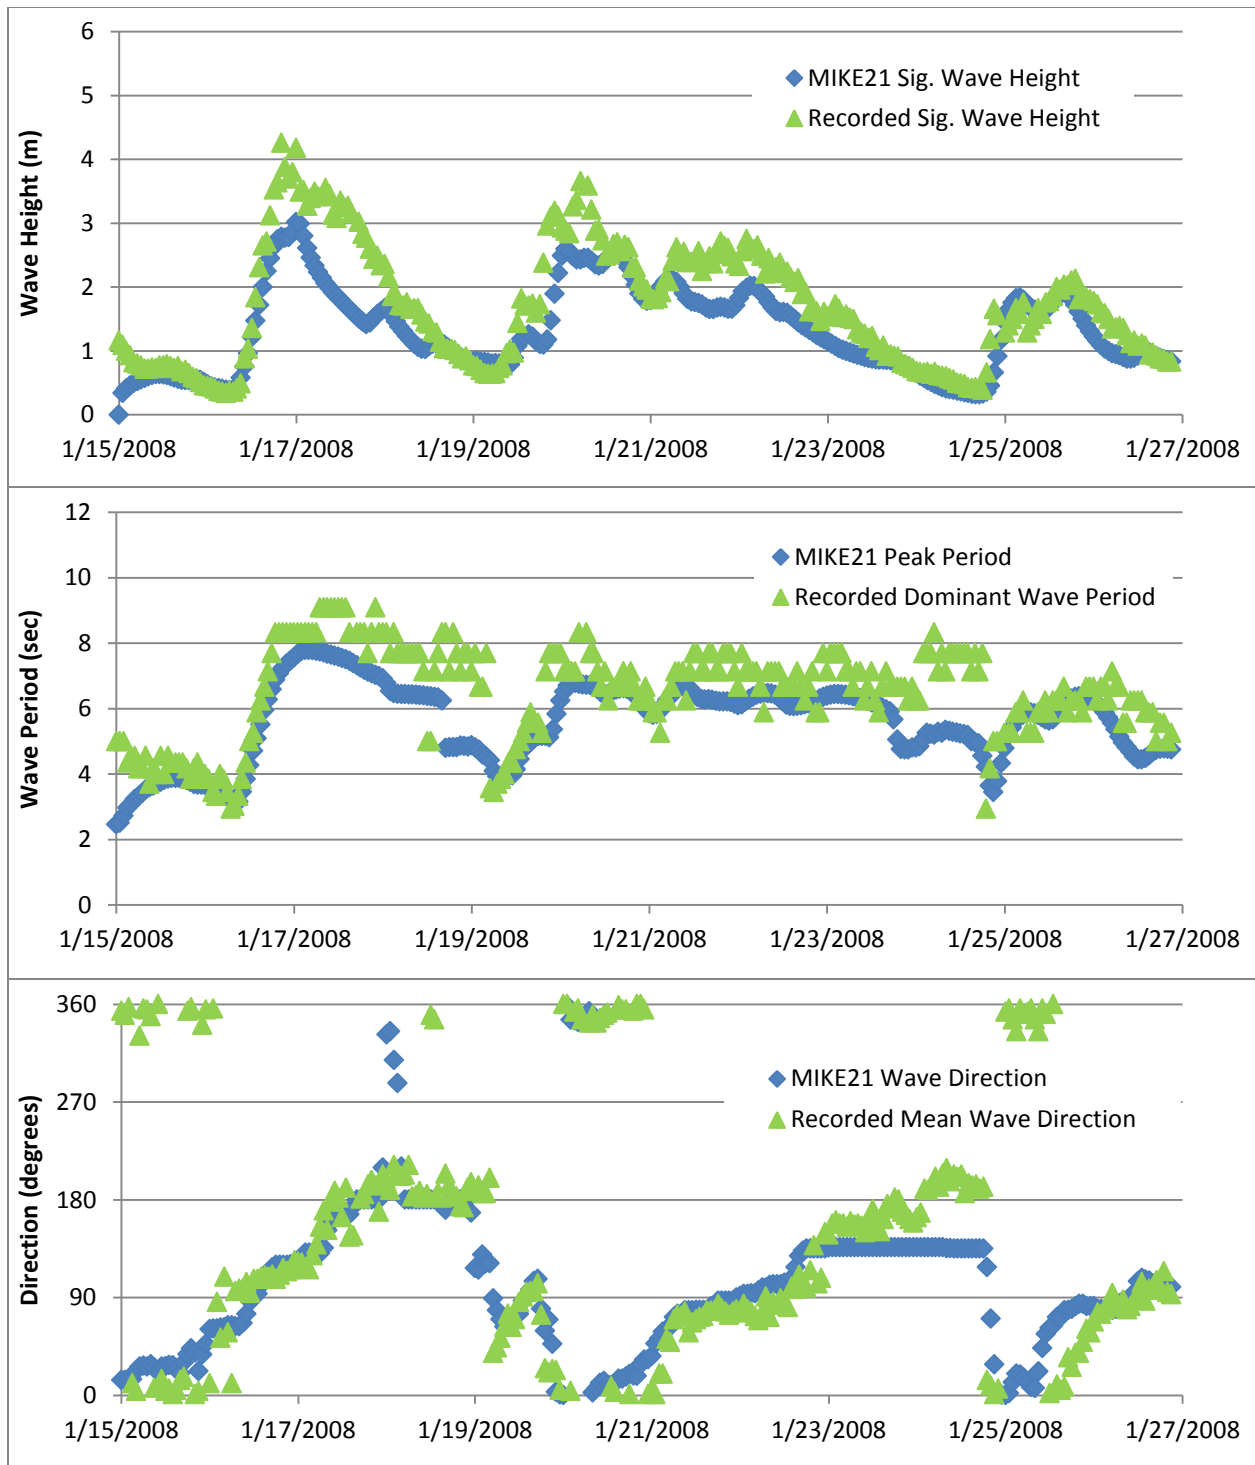 6
5
4
3
2
1
0
Wave Height (m)
MIKE21 Sig. Wave Height
Recorded Sig. Wave Height
1/15/2008 1/17/2008 1/19/2008 1/21/2008 1/23/2008 1/25/2008 1/27/2008
12
10
8
6
4
2
0
Wave Period (sec)
MIKE21 Peak Period
Recorded Dominant Wave Period
1/15/2008 1/17/2008 1/19/2008 1/21/2008 1/23/2008 1/25/2008 1/27/2008
360
270
180
90
0
Direction (degrees)
MIKE21 Wave Direction
Recorded Mean Wave Direction
1/15/2008 1/17/2008 1/19/2008 1/21/2008 1/23/2008 1/25/2008 1/27/2008